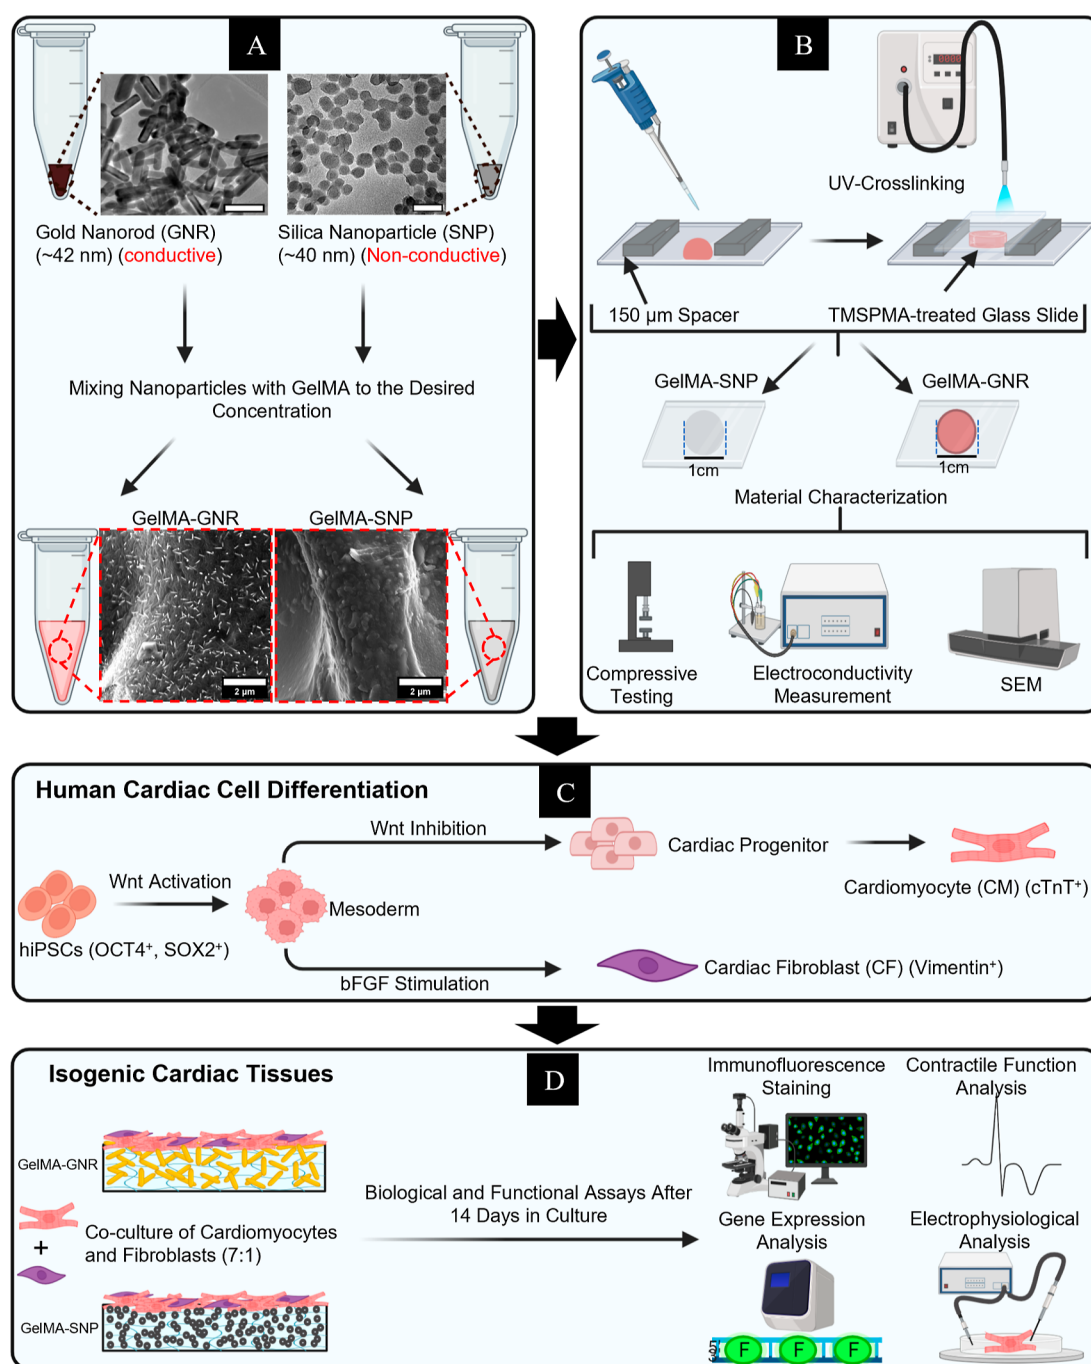 A
Gold Nanorod (GNR)
(~42 nm) (conductive)
Silica Nanoparticle (SNP)
(~40 nm) (Non-conductive)
Mixing Nanoparticles with GelMA to the Desired
Concentration
GelMA-GNR
GelMA-SNP
2 µm
2 µm
B
UV-Crosslinking
150 µm Spacer
TMSPMA-treated Glass Slide
GelMA-SNP
GelMA-GNR
1cm
1cm
Material Characterization
Compressive
Testing
Electroconductivity
Measurement
SEM
Human Cardiac Cell Differentiation
C
Wnt Inhibition
Cardiac Progenitor
Cardiomyocyte (CM) (cTnT⁺)
Wnt Activation
Mesoderm
hiPSCs (OCT4⁺, SOX2⁺)
bFGF Stimulation
Cardiac Fibroblast (CF) (Vimentin⁺)
Isogenic Cardiac Tissues
D
GelMA-GNR
+
Co-culture of Cardiomyocytes
and Fibroblasts (7:1)
GelMA-SNP
Biological and Functional Assays After
14 Days in Culture
Immunofluorescence
Staining
Contractile Function
Analysis
Gene Expression
Analysis
Electrophysiological
Analysis
F F F